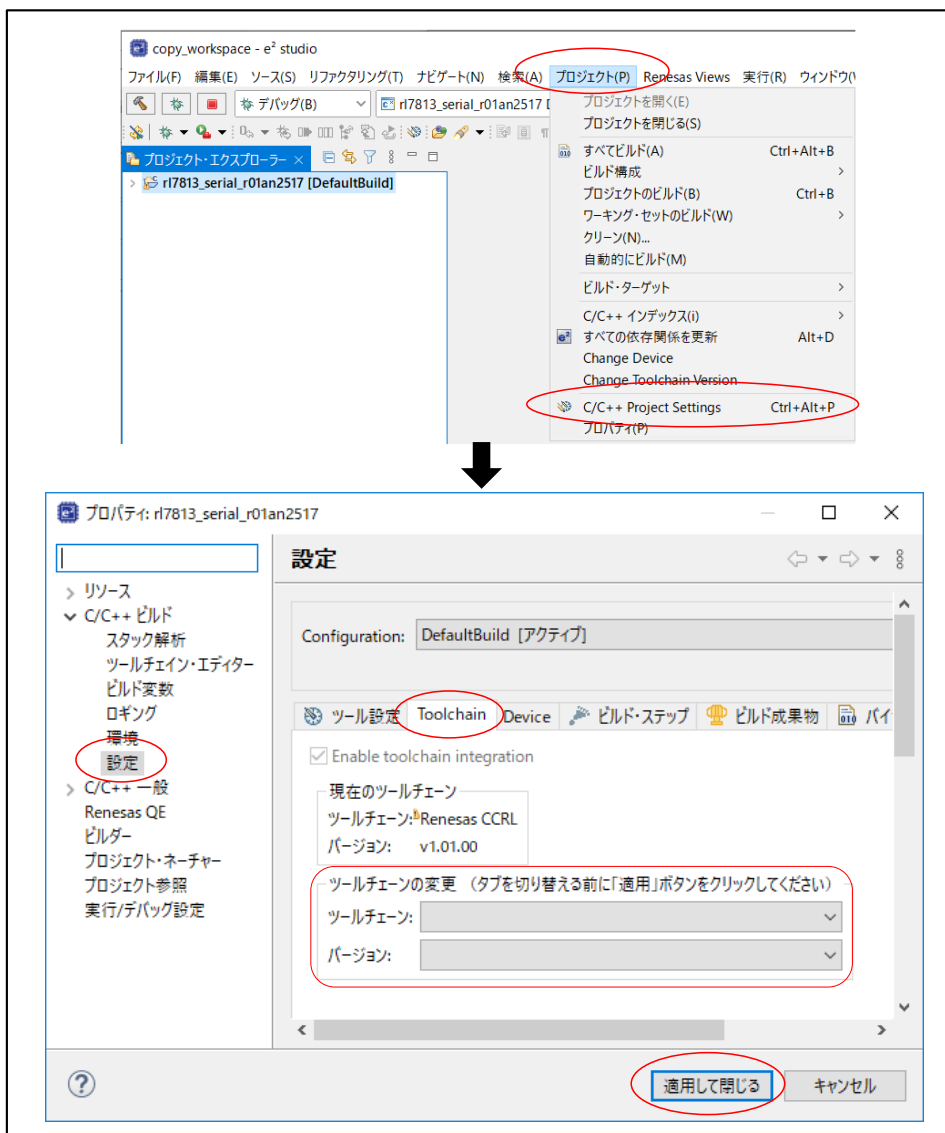 copy_workspace - e² studio
ファイル(F) 編集(E) ソース(S) リファクタリング(T) ナビゲート(N) 検索(A) プロジェクト(P) Renesas Views 実行(R) ウィンドウ(
デバッグ(B) rl7813_serial_r01an2517 [
プロジェクト・エクスプローラー
rl7813_serial_r01an2517 [DefaultBuild]
プロジェクトを開く(E)
プロジェクトを閉じる(S)
すべてビルド(A) Ctrl+Alt+B
ビルド構成
プロジェクトのビルド(B) Ctrl+B
ワーキング・セットのビルド(W)
クリーン(N)...
自動的にビルド(M)
ビルド・ターゲット
C/C++ インデックス(i)
すべての依存関係を更新 Alt+D
Change Device
Change Toolchain Version
C/C++ Project Settings Ctrl+Alt+P
プロパティ(P)
プロパティ: rl7813_serial_r01an2517
リソース
C/C++ ビルド
スタック解析
ツールチェイン・エディター
ビルド変数
ロギング
環境
設定
C/C++ 一般
Renesas QE
ビルダー
プロジェクト・ネーチャー
プロジェクト参照
実行/デバッグ設定
設定
Configuration: DefaultBuild [アクティブ]
ツール設定 Toolchain Device ビルド・ステップ ビルド成果物 バイ
Enable toolchain integration
現在のツールチェーン
ツールチェーン: Renesas CCRL
バージョン: v1.01.00
ツールチェーンの変更 （タブを切り替える前に「適用」ボタンをクリックしてください）
ツールチェーン:
バージョン:
適用して閉じる キャンセル